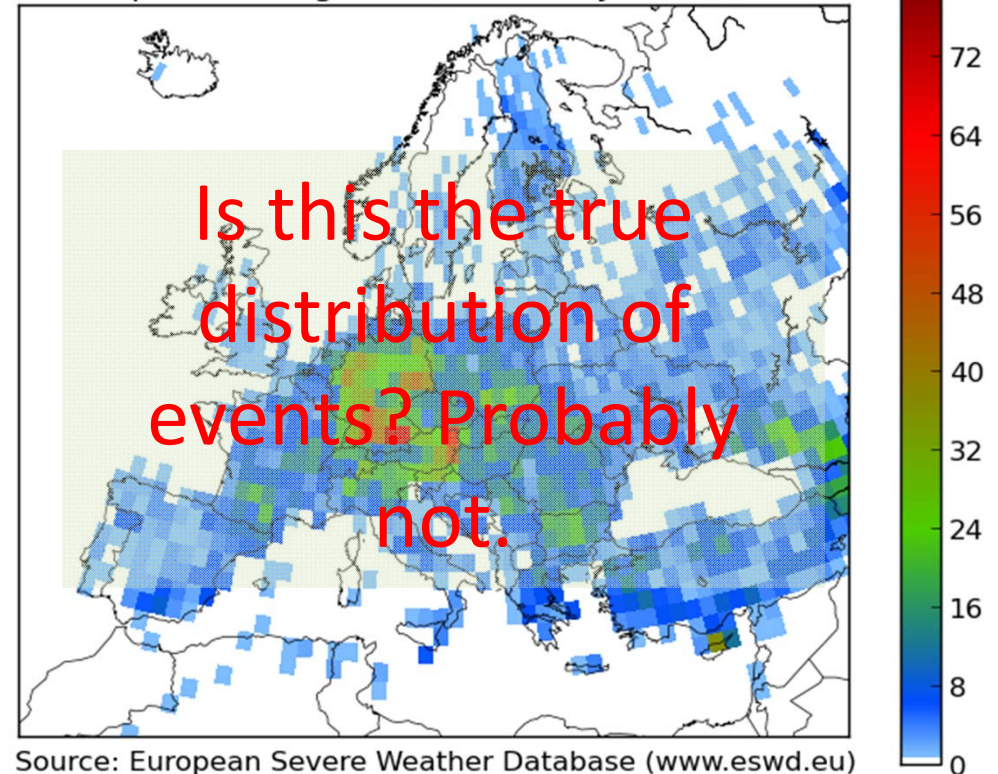 Is this the true
distribution of
events? Probably
not.
72
64
56
48
40
32
24
16
8
0
Source: European Severe Weather Database (www.eswd.eu)